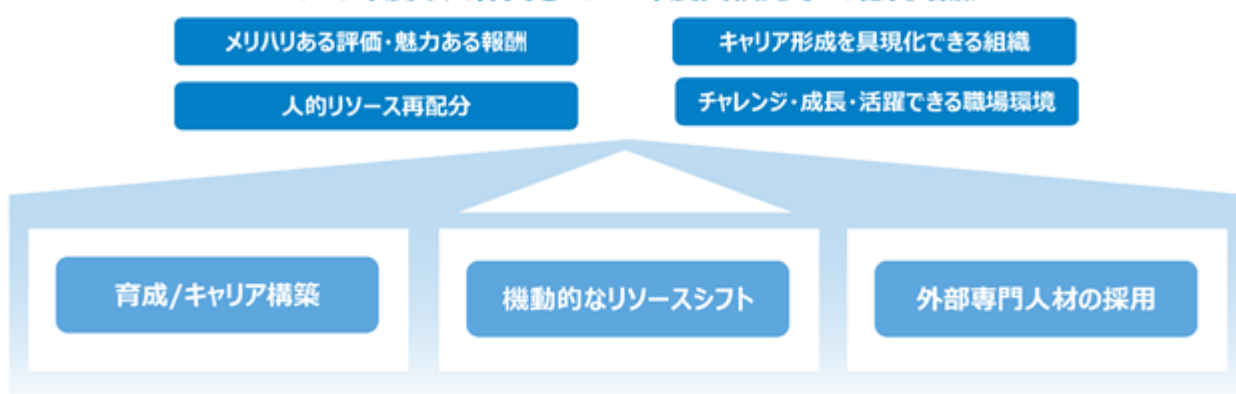 メリハリある評価・魅力ある報酬
キャリア形成を具現化できる組織
人的リソース再配分
チャレンジ・成長・活躍できる職場環境
育成/キャリア構築
機動的なリソースシフト
外部専門人材の採用